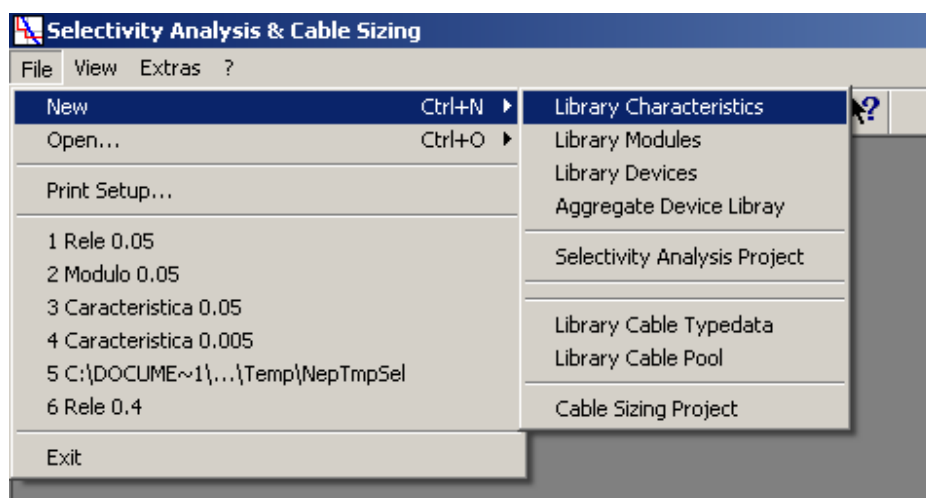 Selectivity Analysis & Cable Sizing
File View Extras ?
New Ctrl+N
Open... Ctrl+O
Print Setup...
1 Rele 0.05
2 Modulo 0.05
3 Caracteristica 0.05
4 Caracteristica 0.005
5 C:\DOCUME~1\...\Temp\NepTmpSel
6 Rele 0.4
Exit
Library Characteristics
Library Modules
Library Devices
Aggregate Device Libray
Selectivity Analysis Project
Library Cable Typedata
Library Cable Pool
Cable Sizing Project
?